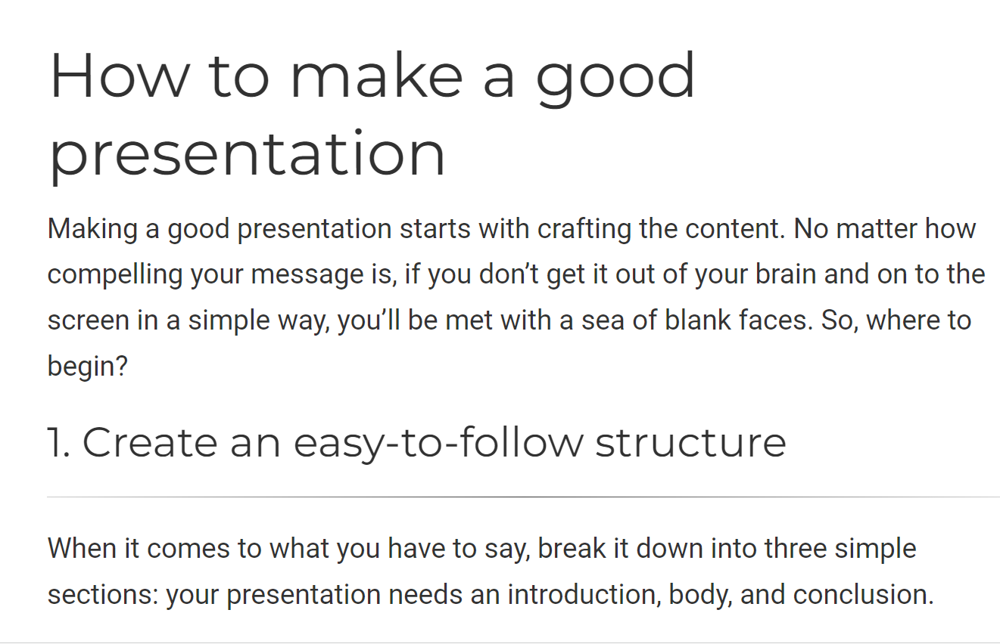 How to make a good
presentation
Making a good presentation starts with crafting the content. No matter how
compelling your message is, if you don’t get it out of your brain and on to the
screen in a simple way, you’ll be met with a sea of blank faces. So, where to
begin?
1. Create an easy-to-follow structure
When it comes to what you have to say, break it down into three simple
sections: your presentation needs an introduction, body, and conclusion.